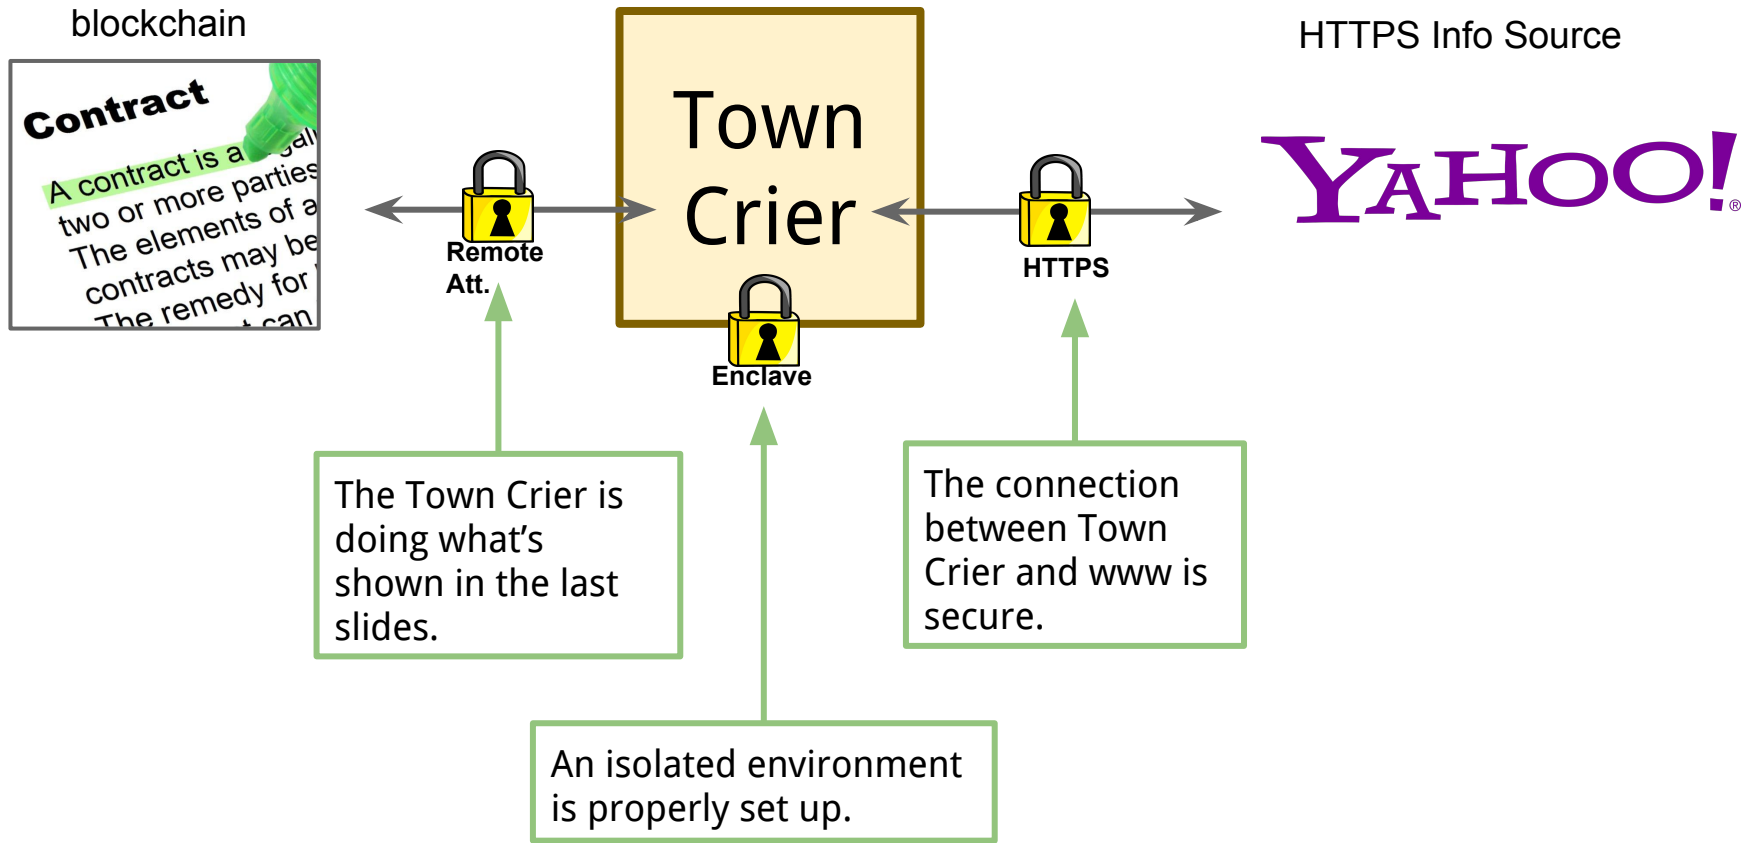 blockchain
HTTPS Info Source
Contract
A contract is a
two or more parties
The elements of a
contracts may be
The remedy for
can
Town
Crier
YAHOO!
®
Remote
Att.
HTTPS
Enclave
The Town Crier is
doing what's
shown in the last
slides.
The connection
between Town
Crier and www is
secure.
An isolated environment
is properly set up.